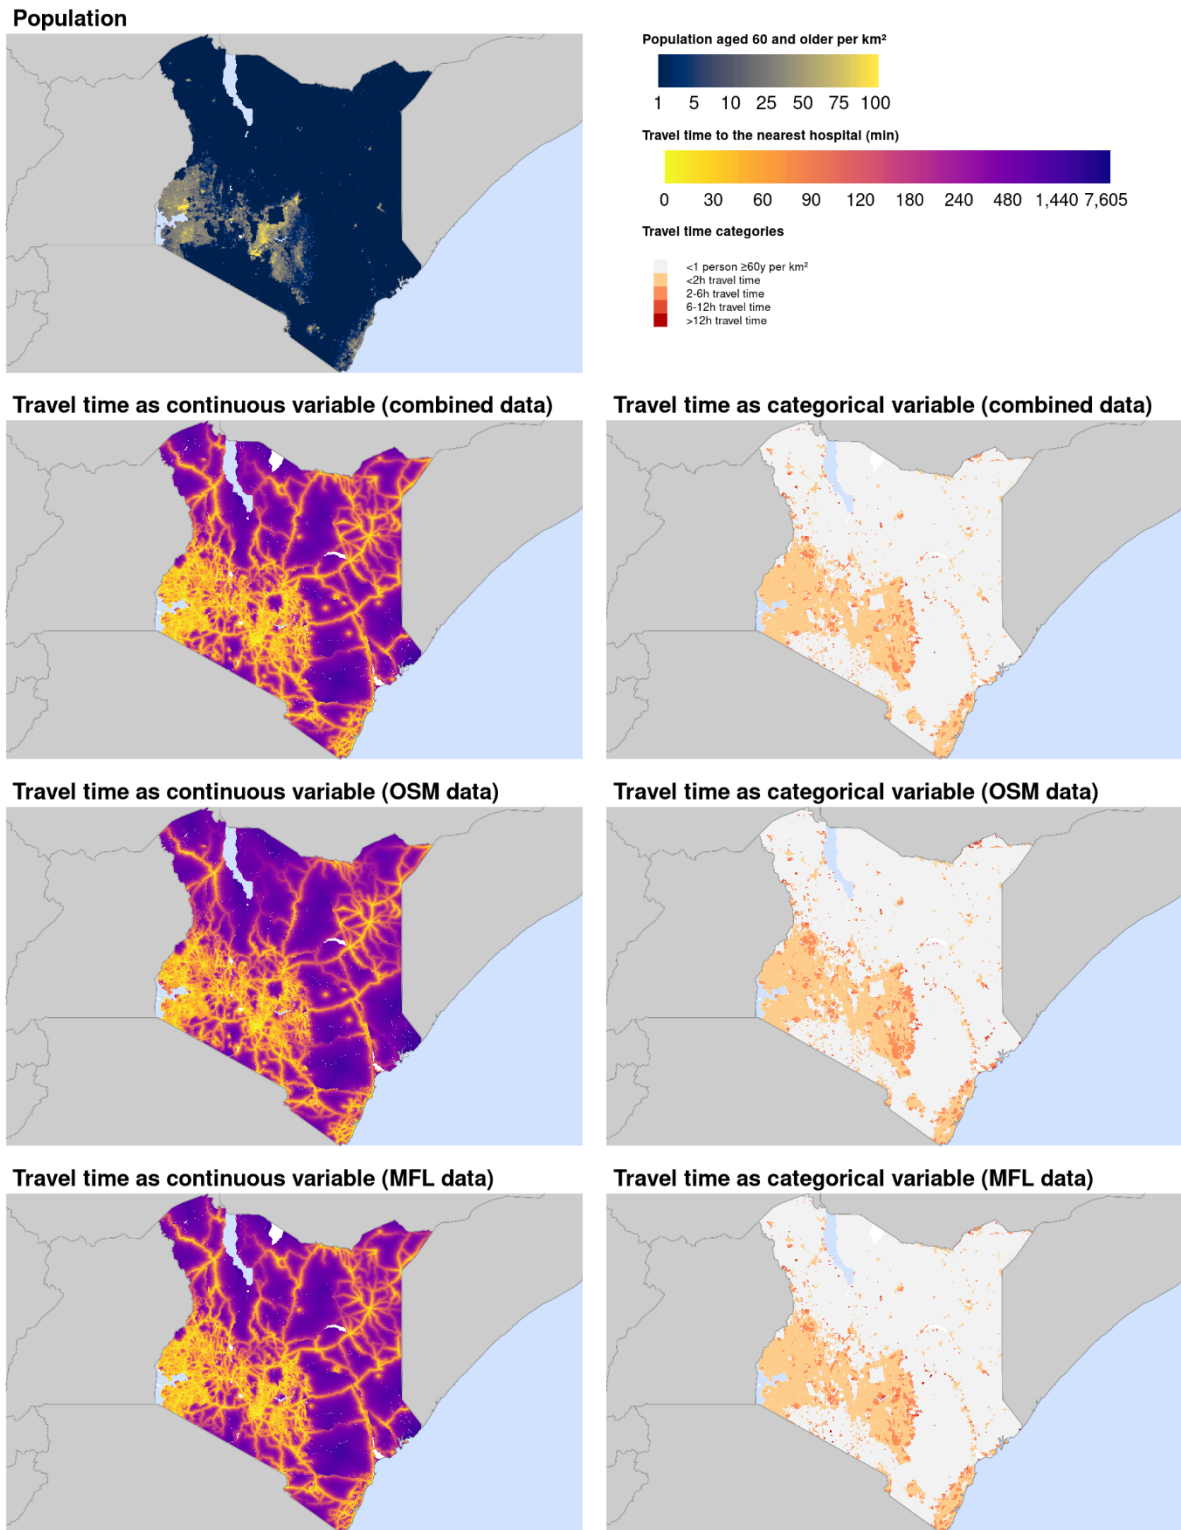 Population
Population aged 60 and older per km²
1 5 10 25 50 75 100
Travel time to the nearest hospital (min)
0 30 60 90 120 180 240 480 1,440 7,605
Travel time categories
<1 person ≥60y per km²
<2h travel time
2-6h travel time
6-12h travel time
>12h travel time
Travel time as continuous variable (combined data)
Travel time as categorical variable (combined data)
Travel time as continuous variable (OSM data)
Travel time as categorical variable (OSM data)
Travel time as continuous variable (MFL data)
Travel time as categorical variable (MFL data)